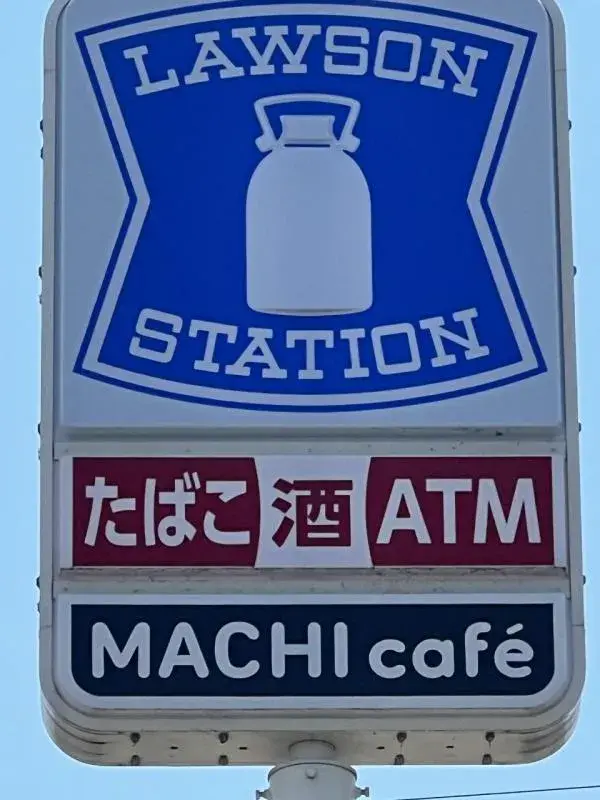 LAWSON
STATION
たばこ 酒 ATM
MACHI café